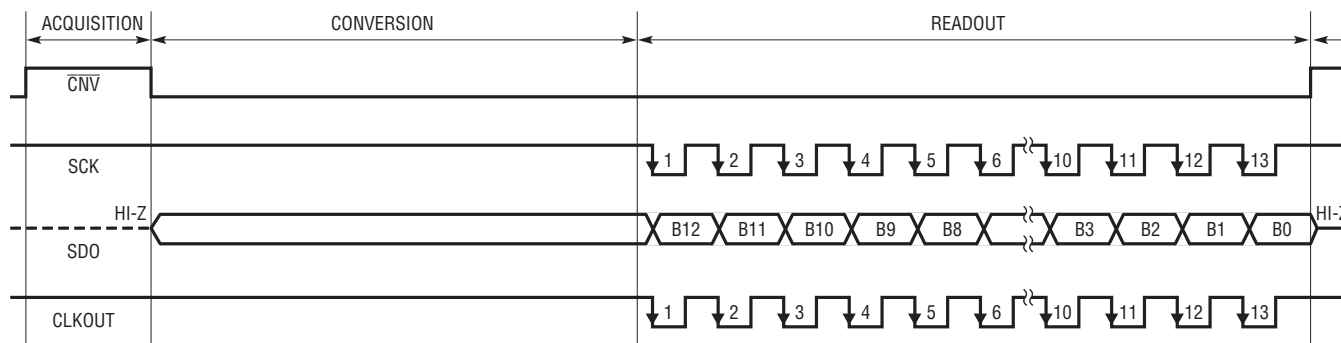 ACQUISITION CONVERSION READOUT
CNV
SCK 1 2 3 4 5 6 10 11 12 13
HI-Z B12 B11 B10 B9 B8 B3 B2 B1 B0 HI-Z
SDO
CLKOUT 1 2 3 4 5 6 10 11 12 13